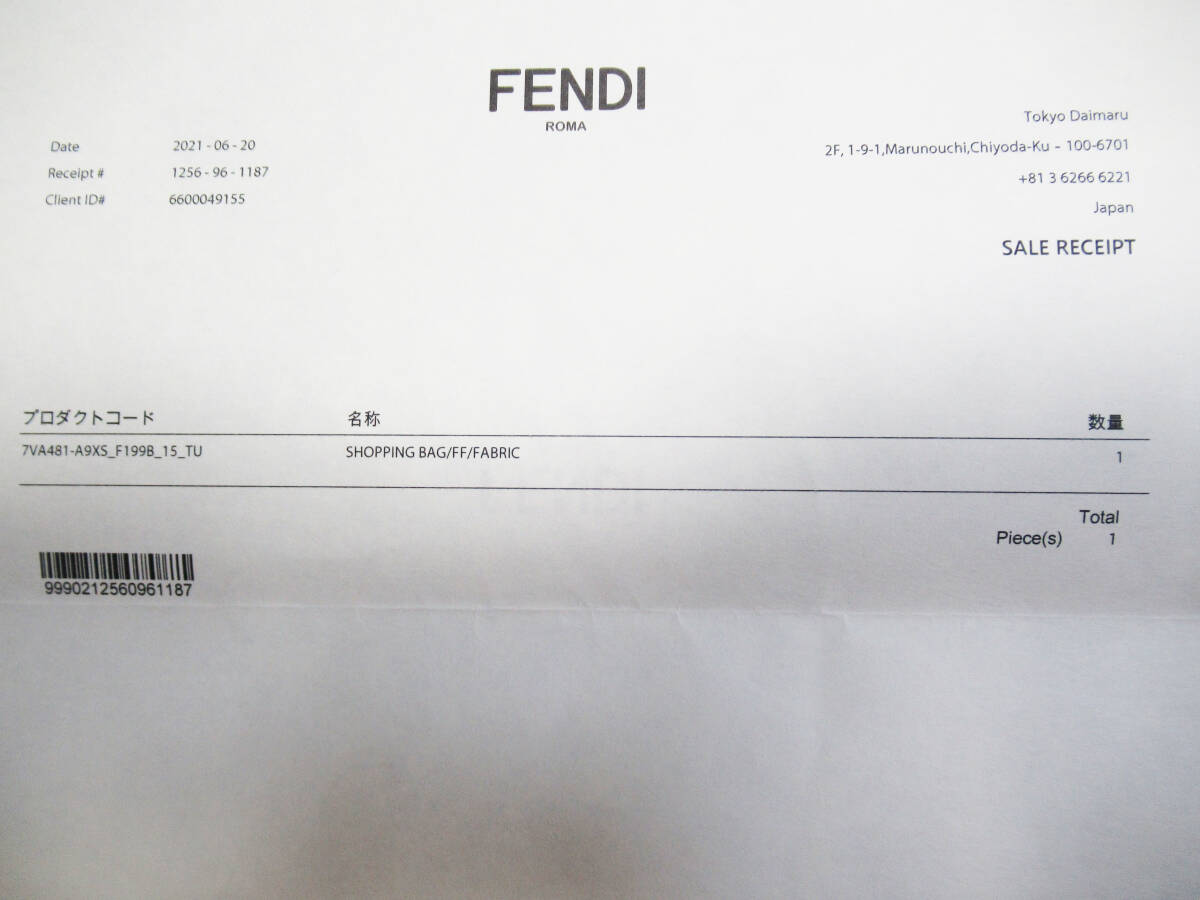 FENDI
ROMA
Date 2021 - 06 - 20
Receipt # 1256 - 96 - 1187
Client ID# 6600049155
Tokyo Daimaru
2F, 1-9-1,Marunouchi,Chiyoda-Ku - 100-6701
+81 3 6266 6221
Japan
SALE RECEIPT
プロダクトコード 名称 数量
7VA481-A9XS_F199B_15_TU SHOPPING BAG/FF/FABRIC 1
Total
Piece(s) 1
9990212560961187